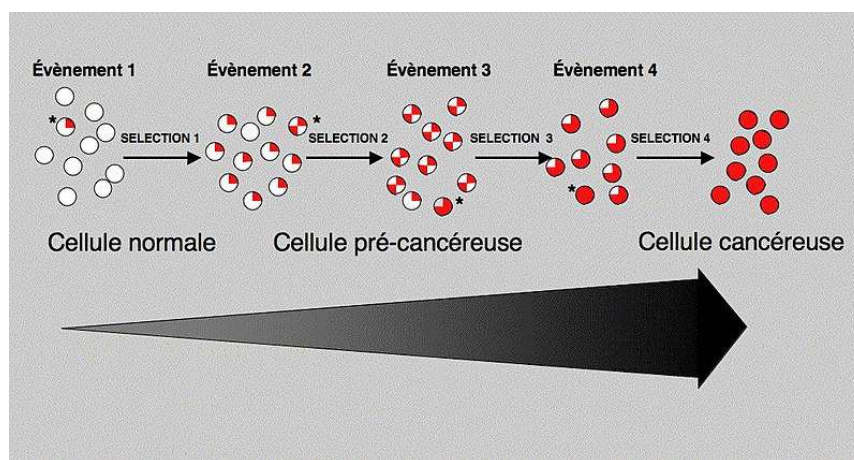 Évènement 1
Évènement 2
Évènement 3
Évènement 4
*
*
SELECTION 1
SELECTION 2
SELECTION 3
SELECTION 4
*
*
Cellule normale
Cellule pré-cancéreuse
Cellule cancéreuse